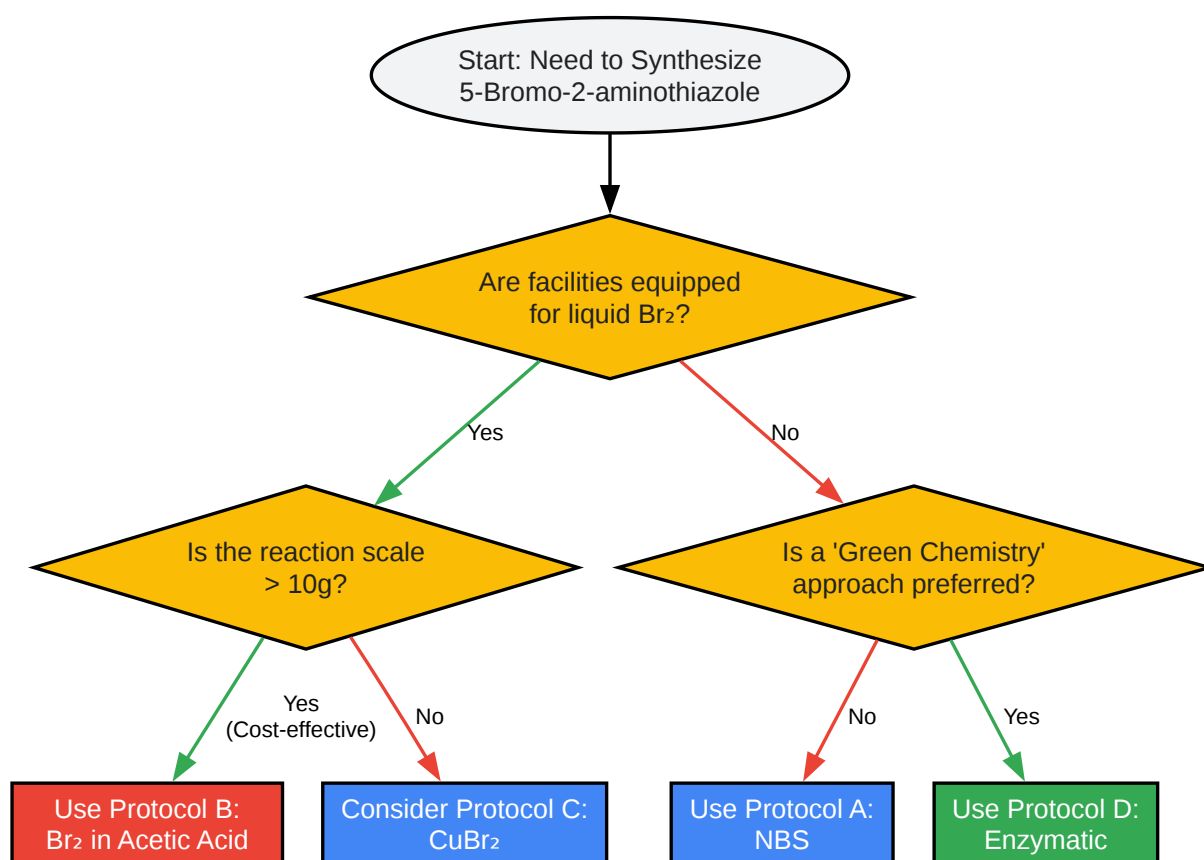 Start: Need to Synthesize
5-Bromo-2-aminothiazole
Are facilities equipped
for liquid Br₂?
Yes
No
Is the reaction scale
> 10g?
Is a 'Green Chemistry'
approach preferred?
Yes
(Cost-effective)
No
No
Yes
Use Protocol B:
Br₂ in Acetic Acid
Consider Protocol C:
CuBr₂
Use Protocol A:
NBS
Use Protocol D:
Enzymatic